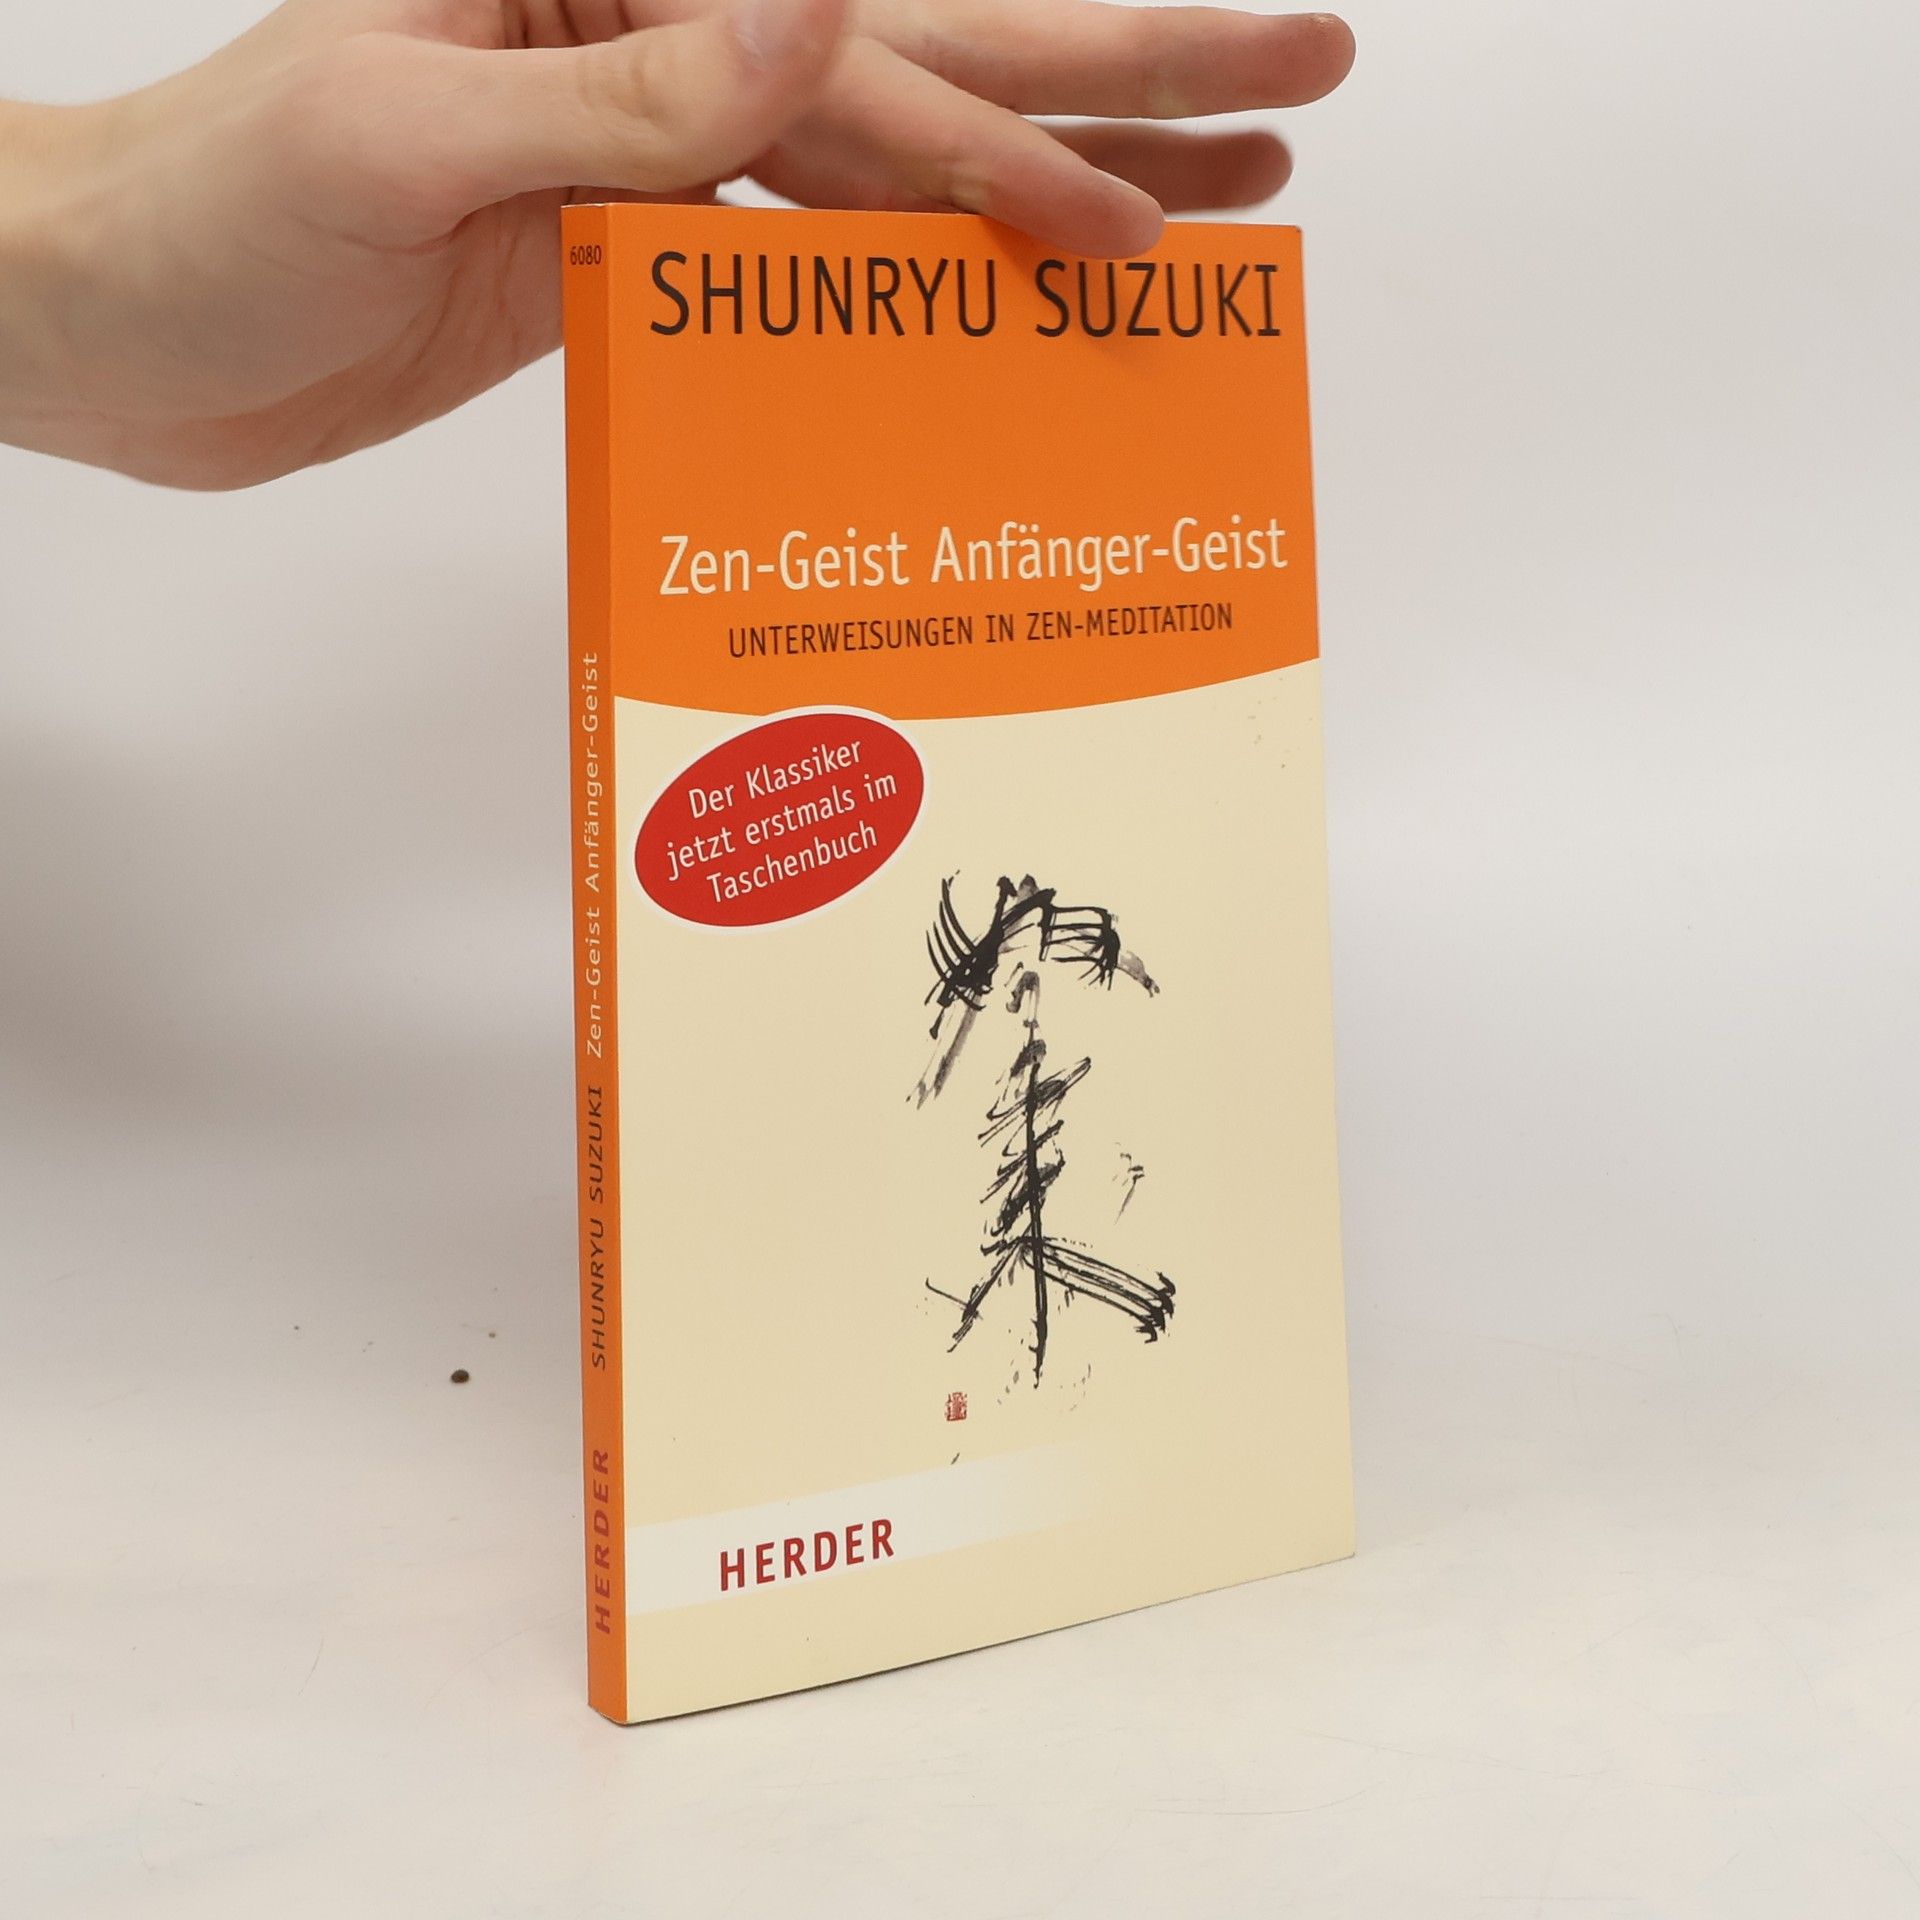 6080
SHUNRYU SUZUKI
Zen-Geist Anfänger-Geist
UNTERWEISUNGEN IN ZEN-MEDITATION
Der Klassiker
jetzt erstmals im
Taschenbuch
HERDER
HERDER SHUNRYU SUZUKI Zen-Geist Anfänger-Geist